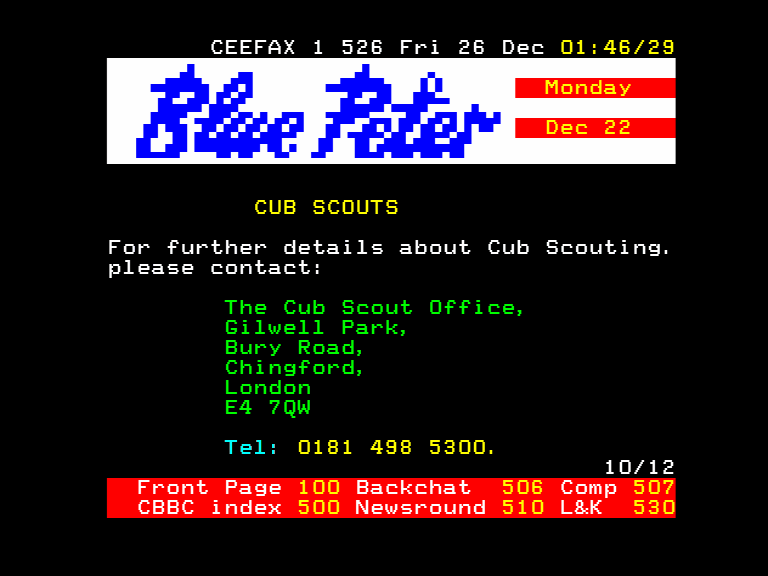 CEEFAX 1 526 Fri 26 Dec 01:46/29
Blue Peter
Monday
Dec 22
CUB SCOUTS
For further details about Cub Scouting.
please contact:
The Cub Scout Office,
Gilwell Park,
Bury Road,
Chingford,
London
E4 7QW
Tel: 0181 498 5300.
10/12
Front Page 100 Backchat 506 Comp 507
CBBC index 500 Newsround 510 L&K 530